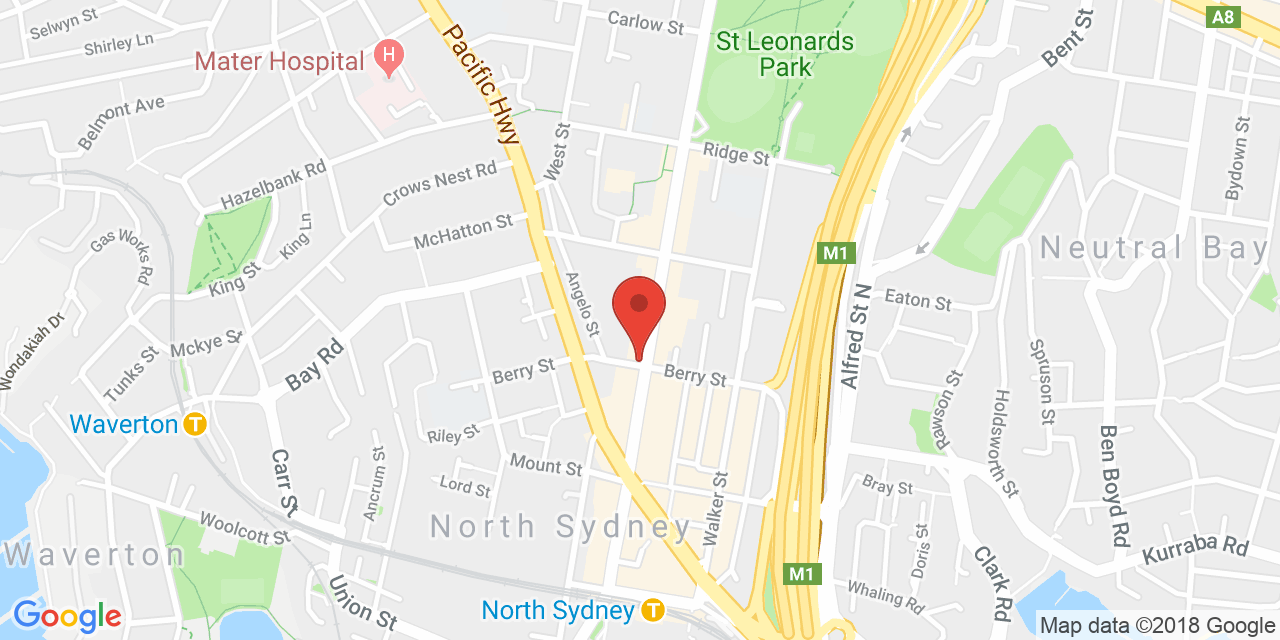 Selwyn St
Carlow St
A8
Shirley Ln
Mater Hospital
H
Pacific Hwy
St Leonards
Park
Bent St
Belmont Ave
West St
Ridge St
Bydown St
Hazelbank Rd
Crows Nest Rd
McHatton St
King Ln
Gas Works Rd
M1
Neutral Bay
King St
Angelo St
Eaton St
Alfred St N
Wondakiah Dr
Mckye St
Tunks St
Bay Rd
Berry St
Berry St
Spruson St
Rawson St
Holdsworth St
Waverton
T
Riley St
Ben Boyd Rd
Carr St
Ancrum St
Mount St
Lord St
Walker St
Bray St
Woolcott St
North Sydney
Doris St
Waverton
Kurraba Rd
Clark Rd
M1
Union St
Whaling Rd
North Sydney
T
Google
Map data ©2018 Google